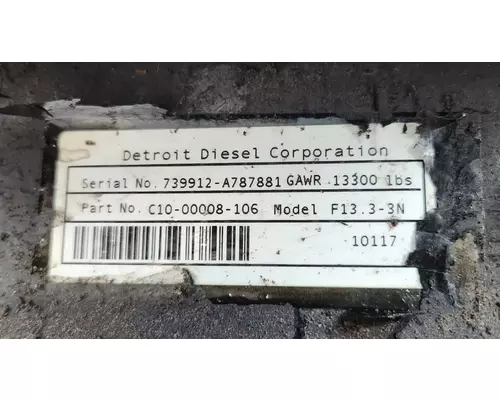 Detroit Diesel Corporation
Serial No. 739912-A787881 GAWR 13300 lbs
Part No. C10-00008-106 Model F13.3-3N
10117